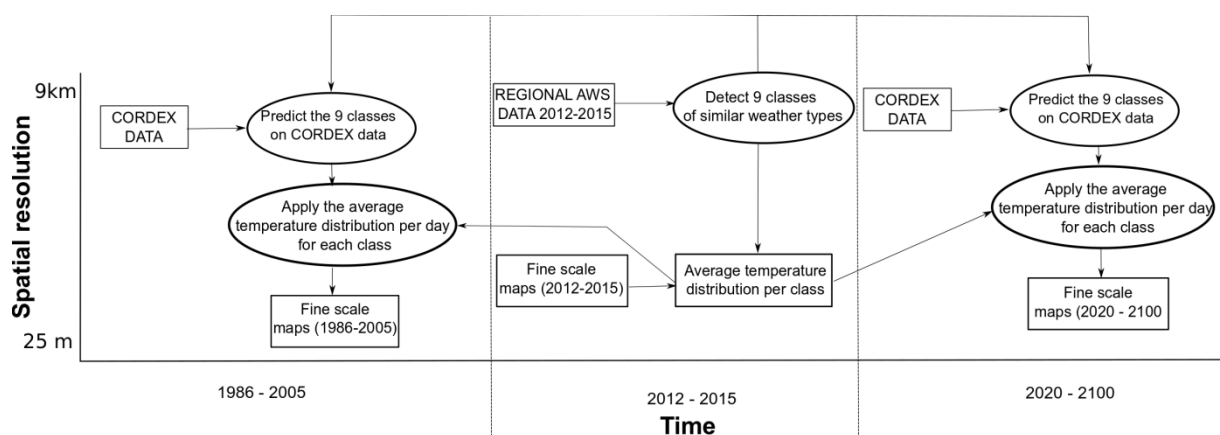 Spatial resolution
9km
25 m
CORDEX
DATA
Predict the 9 classes
on CORDEX data
Apply the average
temperature distribution per day
for each class
Fine scale
maps (1986-2005)
REGIONAL AWS
DATA 2012-2015
Detect 9 classes
of similar weather types
Fine scale
maps (2012-2015)
Average temperature
distribution per class
CORDEX
DATA
Predict the 9 classes
on CORDEX data
Apply the average
temperature distribution per day
for each class
Fine scale
maps (2020 - 2100
1986 - 2005
2012 - 2015
2020 - 2100
Time